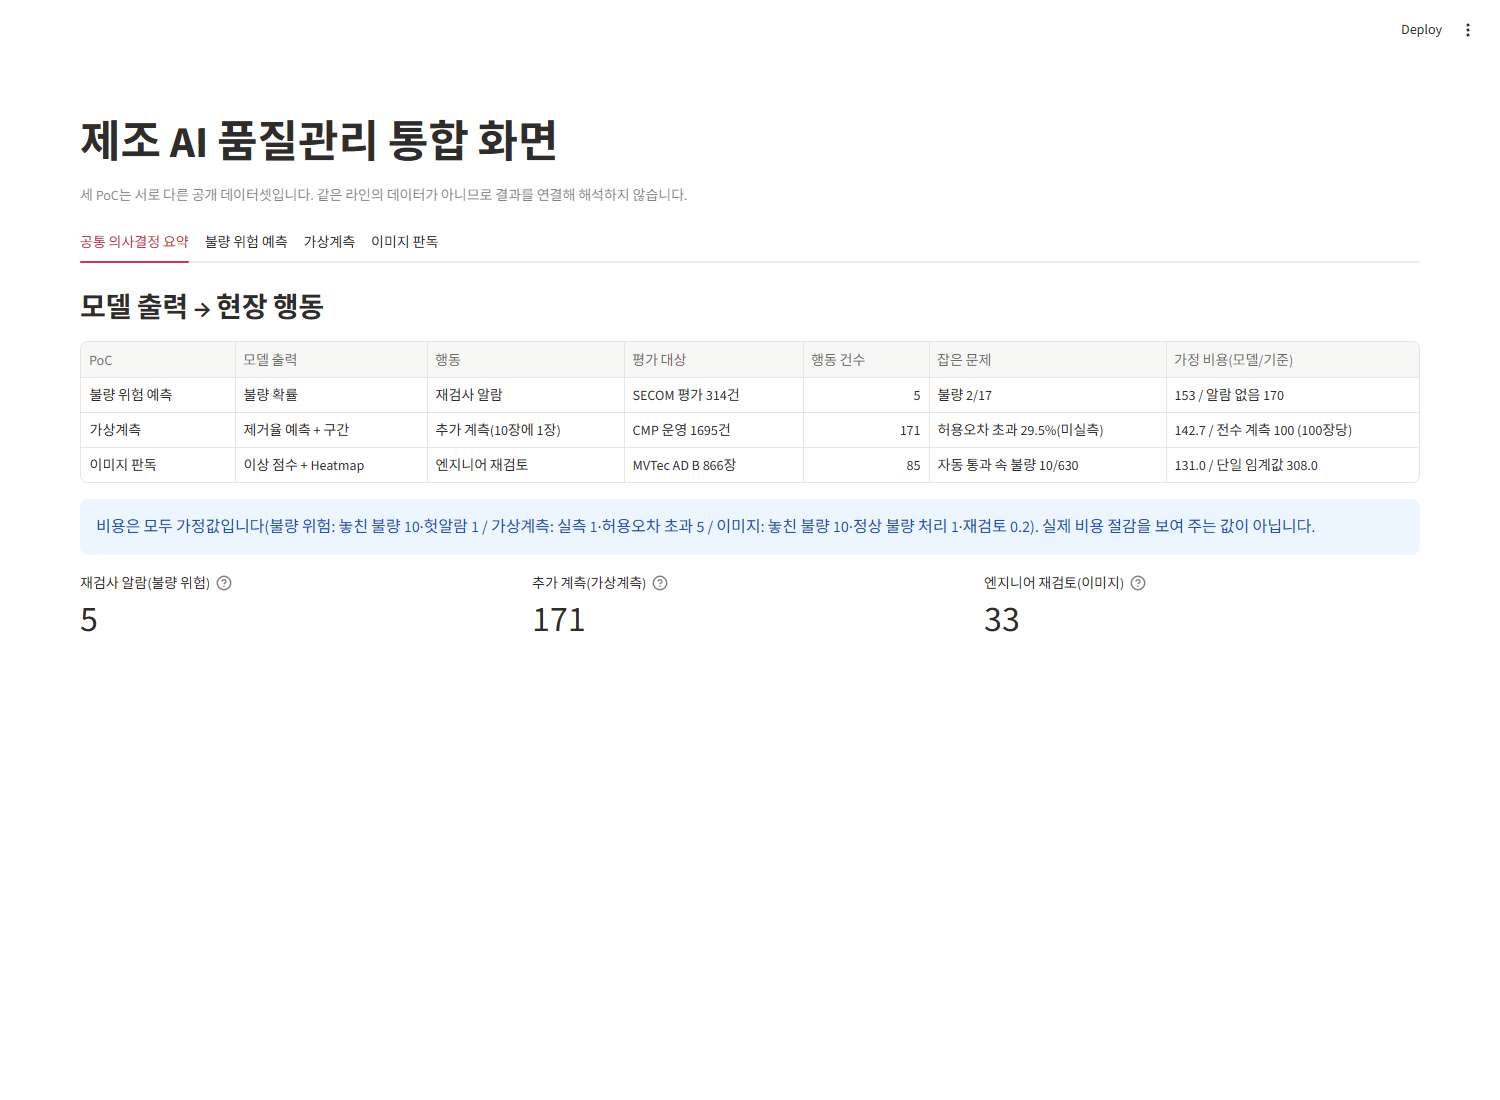 Deploy
제조 AI 품질관리 통합 화면
세 PoC는 서로 다른 공개 데이터셋입니다. 같은 라인의 데이터가 아니므로 결과를 연결해 해석하지 않습니다.
공통 의사결정 요약 불량 위험 예측 가상계측 이미지 판독
모델 출력 → 현장 행동
PoC 모델 출력 행동 평가 대상 행동 건수 잡은 문제 가정 비용(모델/기준)
불량 위험 예측 불량 확률 재검사 알람 SECOM 평가 314건 5 불량 2/17 153 / 알람 없음 170
가상계측 제거율 예측 + 구간 추가 계측(10장에 1장) CMP 운영 1695건 171 허용오차 초과 29.5%(미실측) 142.7 / 전수 계측 100 (100장당)
이미지 판독 이상 점수 + Heatmap 엔지니어 재검토 MVTec AD B 866장 85 자동 통과 속 불량 10/630 131.0 / 단일 임계값 308.0
비용은 모두 가정값입니다(불량 위험: 놓친 불량 10·헛알람 1 / 가상계측: 실측 1·허용오차 초과 5 / 이미지: 놓친 불량 10·정상 불량 처리 1·재검토 0.2). 실제 비용 절감을 보여 주는 값이 아닙니다.
재검사 알람(불량 위험) 추가 계측(가상계측) 엔지니어 재검토(이미지)
5 171 33